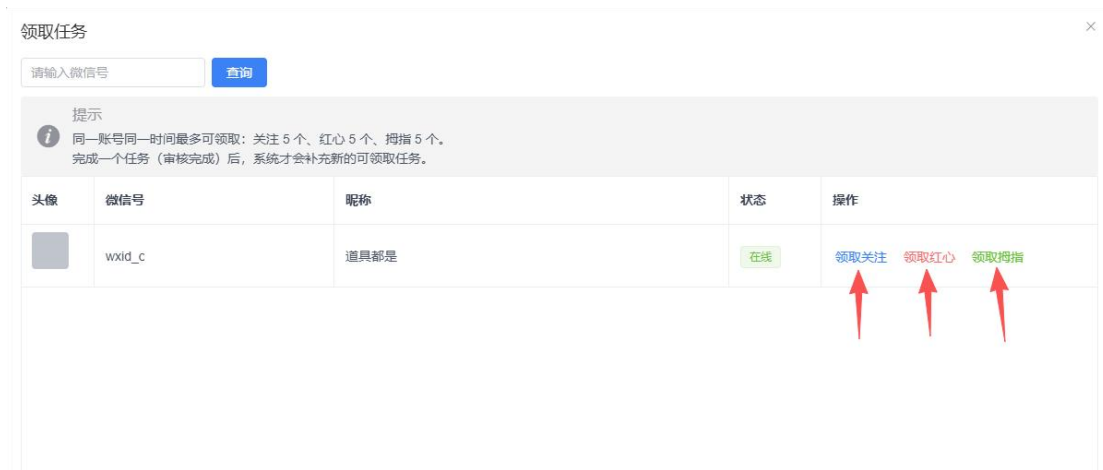 领取任务
请输入微信号
查询
提示
同一账号同一时间最多可领取：关注 5 个、红心 5 个、拇指 5 个。
完成一个任务（审核完成）后，系统才会补充新的可领取任务。
头像 微信号 昵称 状态 操作
wxid_c 道具都是 在线 领取关注 领取红心 领取拇指